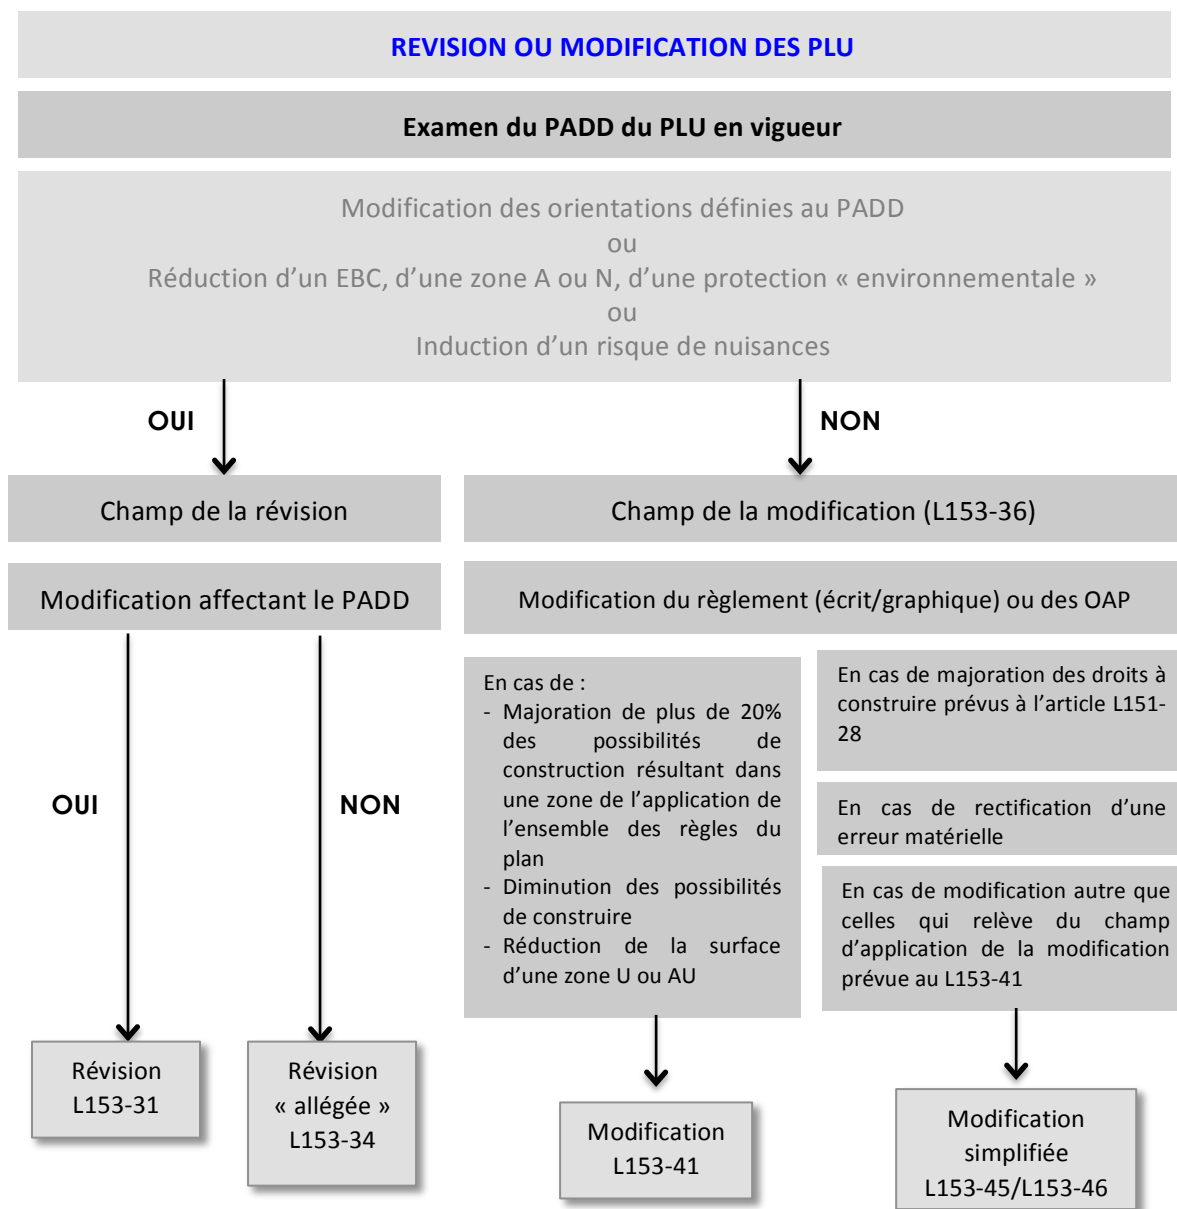 REVISION OU MODIFICATION DES PLU
Examen du PADD du PLU en vigueur
Modification des orientations définies au PADD
ou
Réduction d’un EBC, d’une zone A ou N, d’une protection « environnementale »
ou
Induction d’un risque de nuisances
OUI
NON
Champ de la révision
Champ de la modification (L153-36)
Modification affectant le PADD
Modification du règlement (écrit/graphique) ou des OAP
OUI
NON
En cas de :
- Majoration de plus de 20%
des possibilités de
construction résultant dans
une zone de l’application de
l’ensemble des règles du
plan
- Diminution des possibilités
de construire
- Réduction de la surface
d’une zone U ou AU
En cas de majoration des droits à
construire prévus à l’article L151-
28
En cas de rectification d’une
erreur matérielle
En cas de modification autre que
celles qui relève du champ
d’application de la modification
prévue au L153-41
Révision
L153-31
Révision
« allégée »
L153-34
Modification
L153-41
Modification
simplifiée
L153-45/L153-46